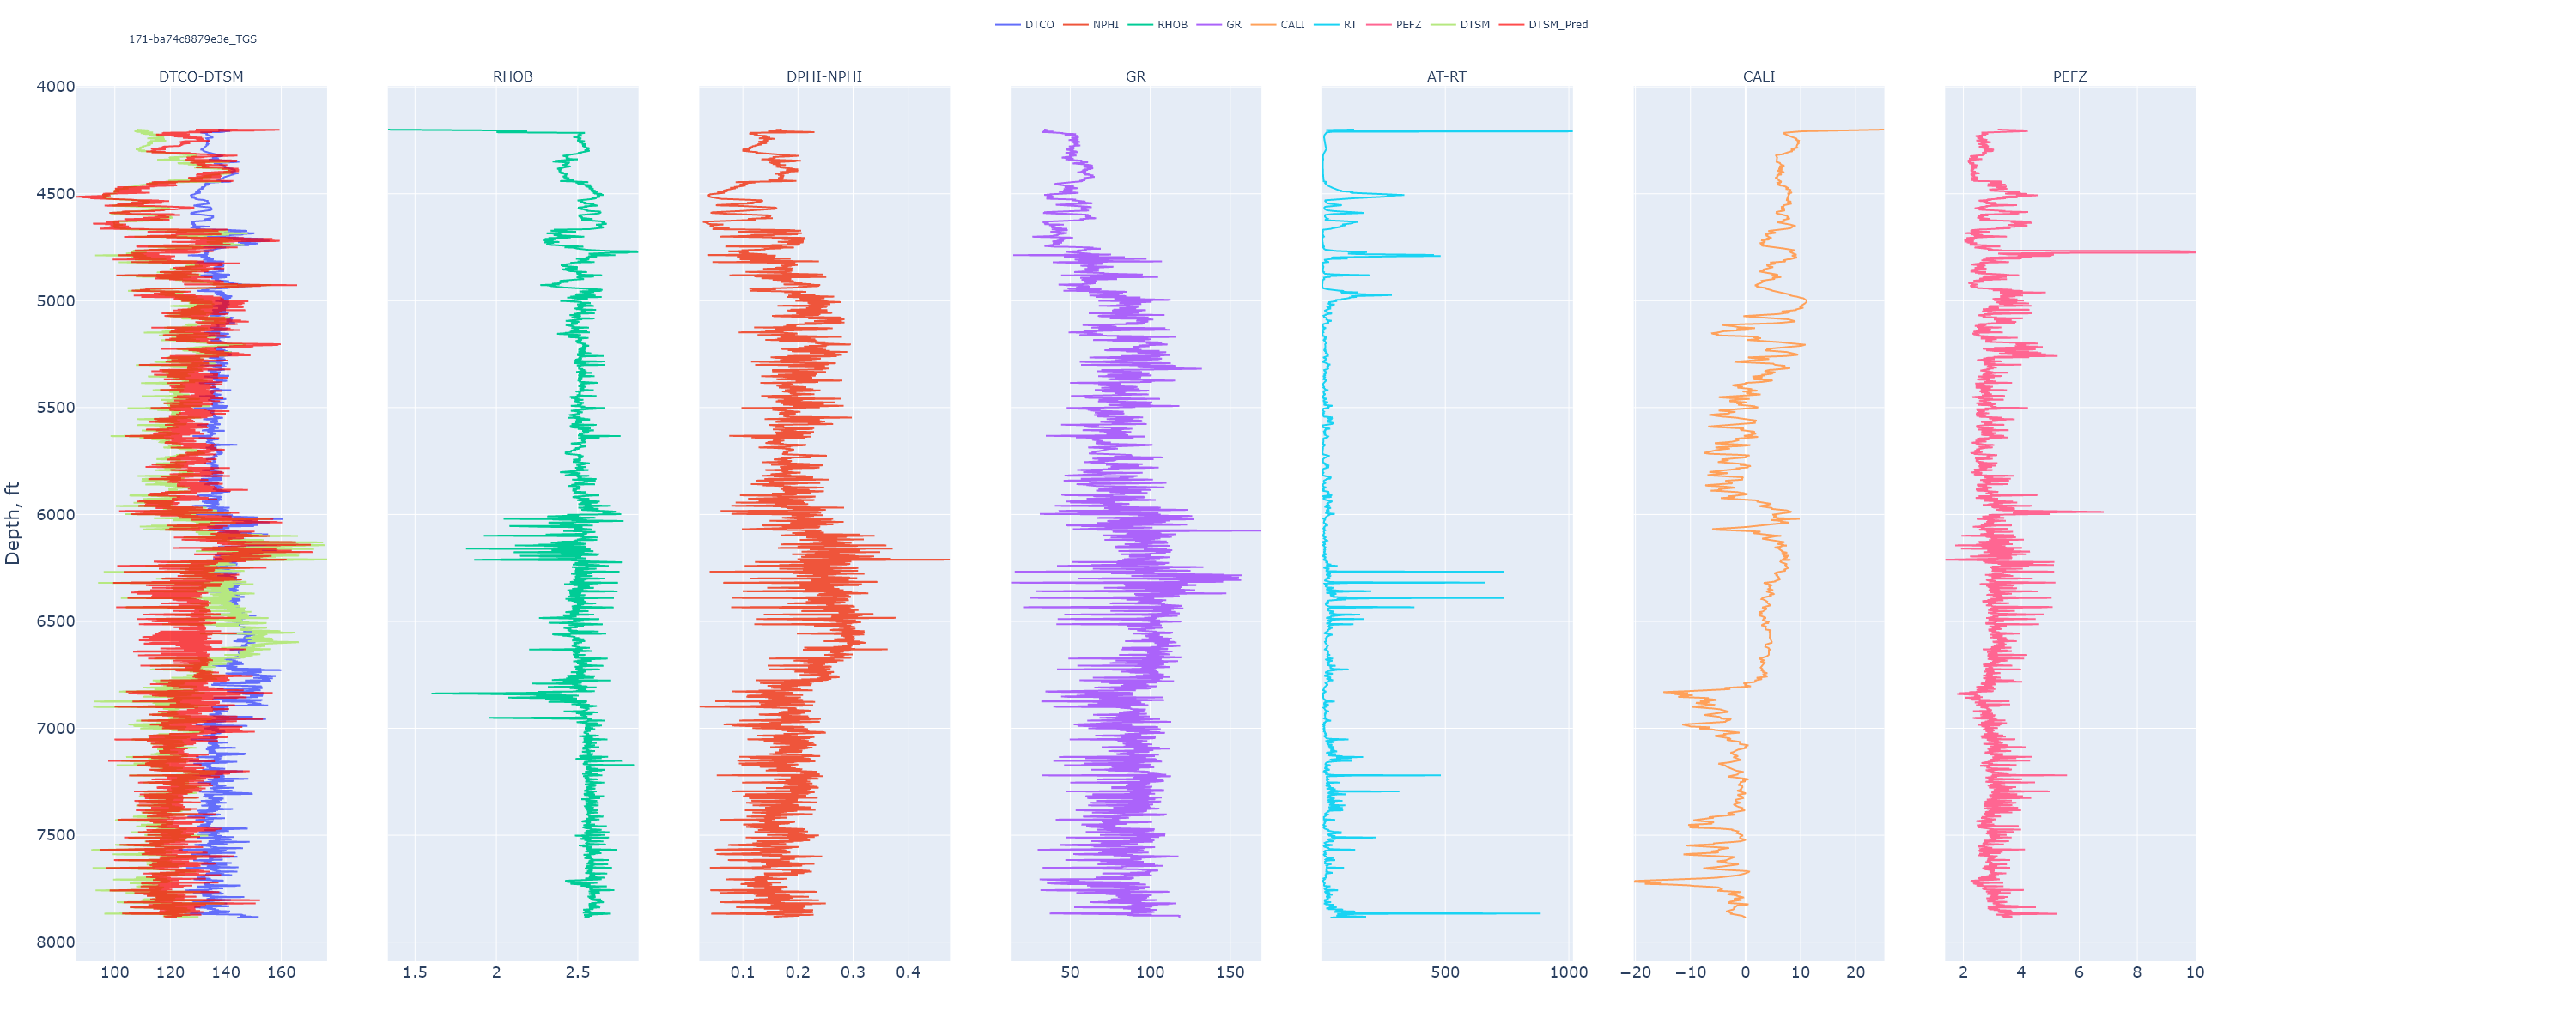 DTCO NPHI RHOB GR CALI RT PEFZ DTSM DTSM_Pred
171-ba74c8879e3e_TGS
DTCO-DTSM RHOB DPHI-NPHI GR AT-RT CALI PEFZ
4000
4500
5000
5500
6000
6500
7000
7500
8000
Depth, ft
100 120 140 160 1.5 2 2.5 0.1 0.2 0.3 0.4 50 100 150 500 1000 −20 −10 0 10 20 2 4 6 8 10